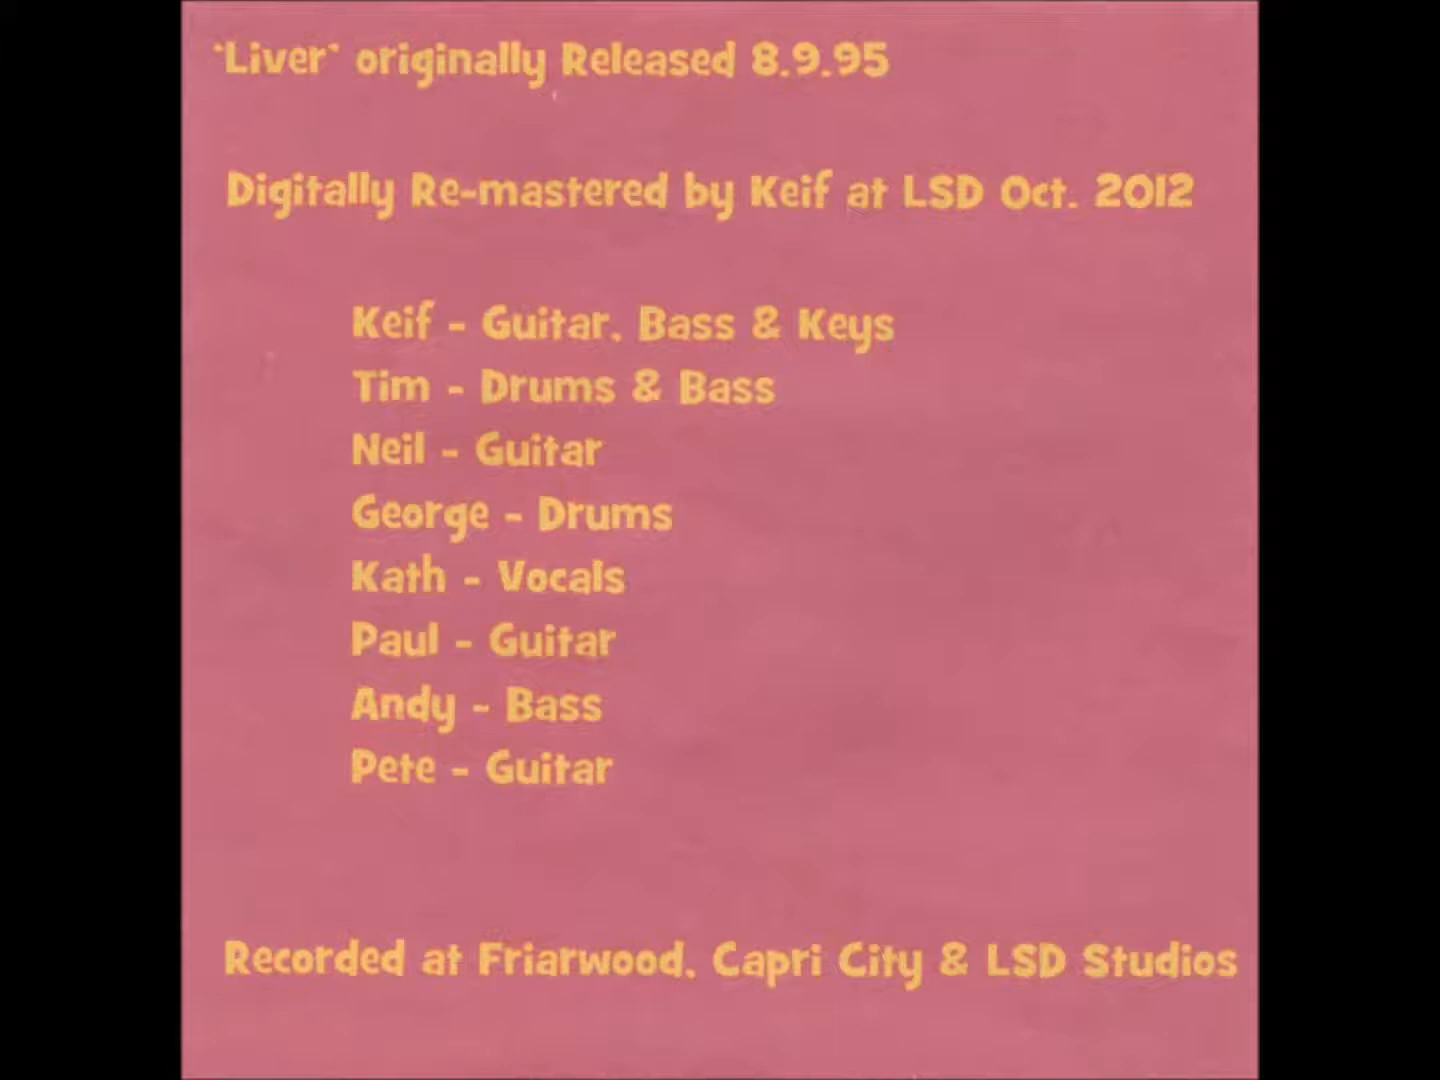 'Liver' originally Released 8.9.95
Digitally Re-mastered by Keif at LSD Oct. 2012
Keif - Guitar, Bass & Keys
Tim - Drums & Bass
Neil - Guitar
George - Drums
Kath - Vocals
Paul - Guitar
Andy - Bass
Pete - Guitar
Recorded at Friarwood, Capri City & LSD Studios